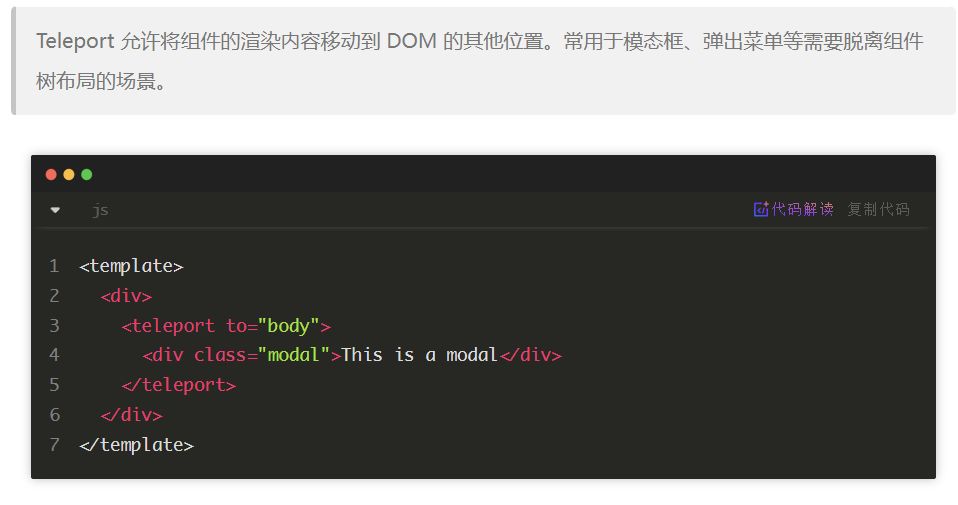 Teleport 允许将组件的渲染内容移动到 DOM 的其他位置。常用于模态框、弹出菜单等需要脱离组件
树布局的场景。
js 代码解读 复制代码
1 <template>
2   <div>
3     <teleport to="body">
4       <div class="modal">This is a modal</div>
5     </teleport>
6   </div>
7 </template>